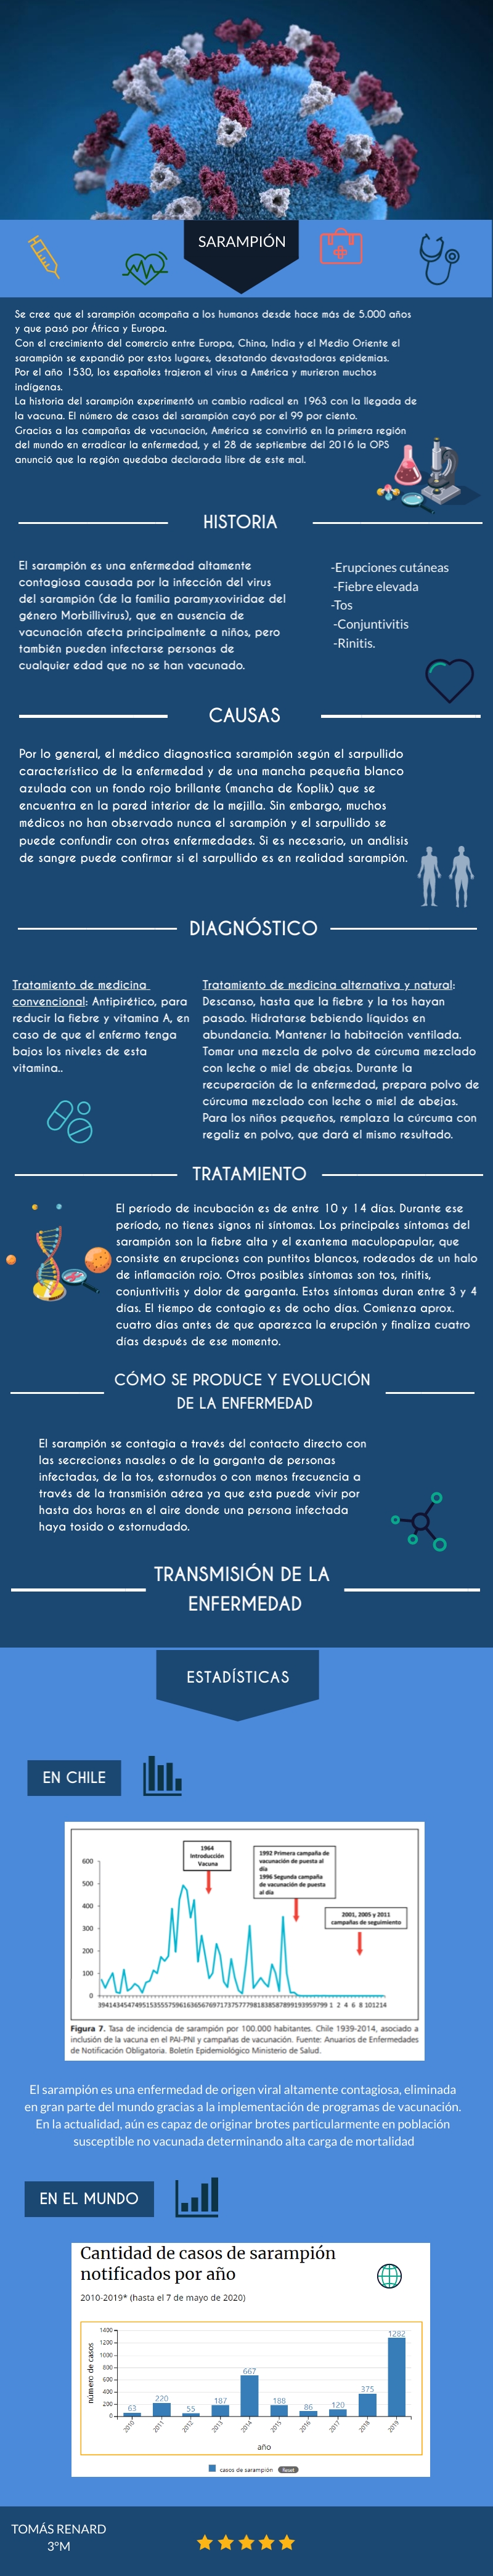 SARAMPIÓN
Se cree que el sarampión acompaña a los humanos desde hace más de 5.000 años
y que pasó por África y Europa.
Con el crecimiento del comercio entre Europa, China, India y el Medio Oriente el
sarampión se expandió por estos lugares, desatando devastadoras epidemias.
Por el año 1530, los españoles trajeron el virus a América y murieron muchos
indígenas.
La historia del sarampión experimentó un cambio radical en 1963 con la llegada de
la vacuna. El número de casos del sarampión cayó por el 99 por ciento.
Gracias a las campañas de vacunación, América se convirtió en la primera región
del mundo en erradicar la enfermedad, y el 28 de septiembre del 2016 la OPS
anunció que la región quedaba declarada libre de este mal.
HISTORIA
El sarampión es una enfermedad altamente
contagiosa causada por la infección del virus
del sarampión (de la familia paramyxoviridae del
género Morbillivirus), que en ausencia de
vacunación afecta principalmente a niños, pero
también pueden infectarse personas de
cualquier edad que no se han vacunado.
-Erupciones cutáneas
-Fiebre elevada
-Tos
-Conjuntivitis
-Rinitis.
CAUSAS
Por lo general, el médico diagnostica sarampión según el sarpullido
característico de la enfermedad y de una mancha pequeña blanco
azulada con un fondo rojo brillante (mancha de Koplik) que se
encuentra en la pared interior de la mejilla. Sin embargo, muchos
médicos no han observado nunca el sarampión y el sarpullido se
puede confundir con otras enfermedades. Si es necesario, un análisis
de sangre puede confirmar si el sarpullido es en realidad sarampión.
DIAGNÓSTICO
Tratamiento de medicina
convencional: Antipirético, para
reducir la fiebre y vitamina A, en
caso de que el enfermo tenga
bajos los niveles de esta
vitamina..
Tratamiento de medicina alternativa y natural:
Descanso, hasta que la fiebre y la tos hayan
pasado. Hidratarse bebiendo líquidos en
abundancia. Mantener la habitación ventilada.
Tomar una mezcla de polvo de cúrcuma mezclado
con leche o miel de abejas. Durante la
recuperación de la enfermedad, prepara polvo de
cúrcuma mezclado con leche o miel de abejas.
Para los niños pequeños, remplaza la cúrcuma con
regaliz en polvo, que dará el mismo resultado.
TRATAMIENTO
El período de incubación es de entre 10 y 14 días. Durante ese
período, no tienes signos ni síntomas. Los principales síntomas del
sarampión son la fiebre alta y el exantema maculopapular, que
consiste en erupciones con puntitos blancos, rodeados de un halo
de inflamación rojo. Otros posibles síntomas son tos, rinitis,
conjuntivitis y dolor de garganta. Estos síntomas duran entre 3 y 4
días. El tiempo de contagio es de ocho días. Comienza aprox.
cuatro días antes de que aparezca la erupción y finaliza cuatro
días después de ese momento.
CÓMO SE PRODUCE Y EVOLUCIÓN
DE LA ENFERMEDAD
El sarampión se contagia a través del contacto directo con
las secreciones nasales o de la garganta de personas
infectadas, de la tos, estornudos o con menos frecuencia a
través de la transmisión aérea ya que esta puede vivir por
hasta dos horas en el aire donde una persona infectada
haya tosido o estornudado.
TRANSMISIÓN DE LA
ENFERMEDAD
ESTADÍSTICAS
EN CHILE
1964
Introducción
Vacuna
1992 Primera campaña de
vacunación de puesta al
día
1996 Segunda campaña
de vacunación de puesta
al día
2001, 2005 y 2011
campañas de seguimiento
600
500
400
300
200
100
0
Figura 7. Tasa de incidencia de sarampión por 100.000 habitantes. Chile 1939-2014, asociada a
inclusión de la vacuna en el PAI-PNI y campañas de vacunación. Fuente: Anuarios de Enfermedades
de Notificación Obligatoria. Boletín Epidemiológico Ministerio de Salud.
El sarampión es una enfermedad de origen viral altamente contagiosa, eliminada
en gran parte del mundo gracias a la implementación de programas de vacunación.
En la actualidad, aún es capaz de originar brotes particularmente en población
susceptible no vacunada determinando alta carga de mortalidad
EN EL MUNDO
Cantidad de casos de sarampión
notificados por año
2010-2019* (hasta el 7 de mayo de 2020)
número de casos
1400
1200
1000
800
600
400
200
0
63
220
55
187
667
188
86
120
375
1282
2010 2011 2012 2013 2014 2015 2016 2017 2018 2019
año
casos de sarampión Reset
TOMÁS RENARD
3°M